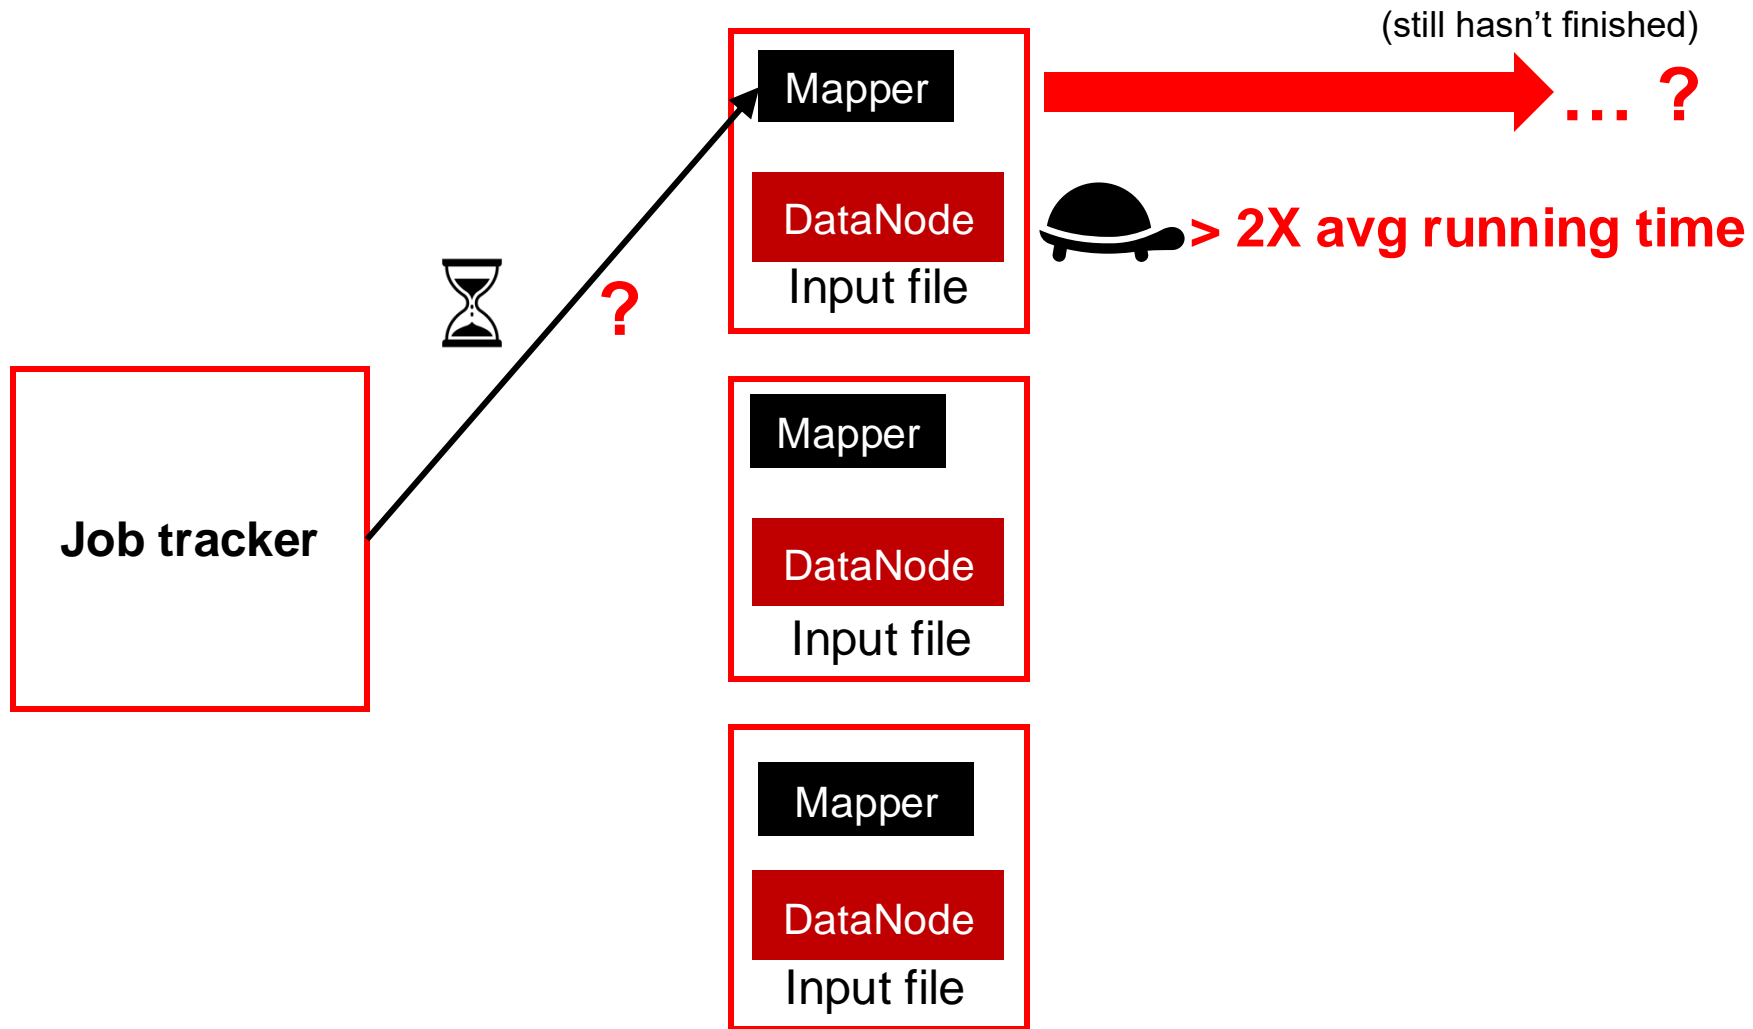 (still hasn’t finished)
Mapper
... ?
DataNode
> 2X avg running time
Input file
?
Mapper
Job tracker
DataNode
Input file
Mapper
DataNode
Input file